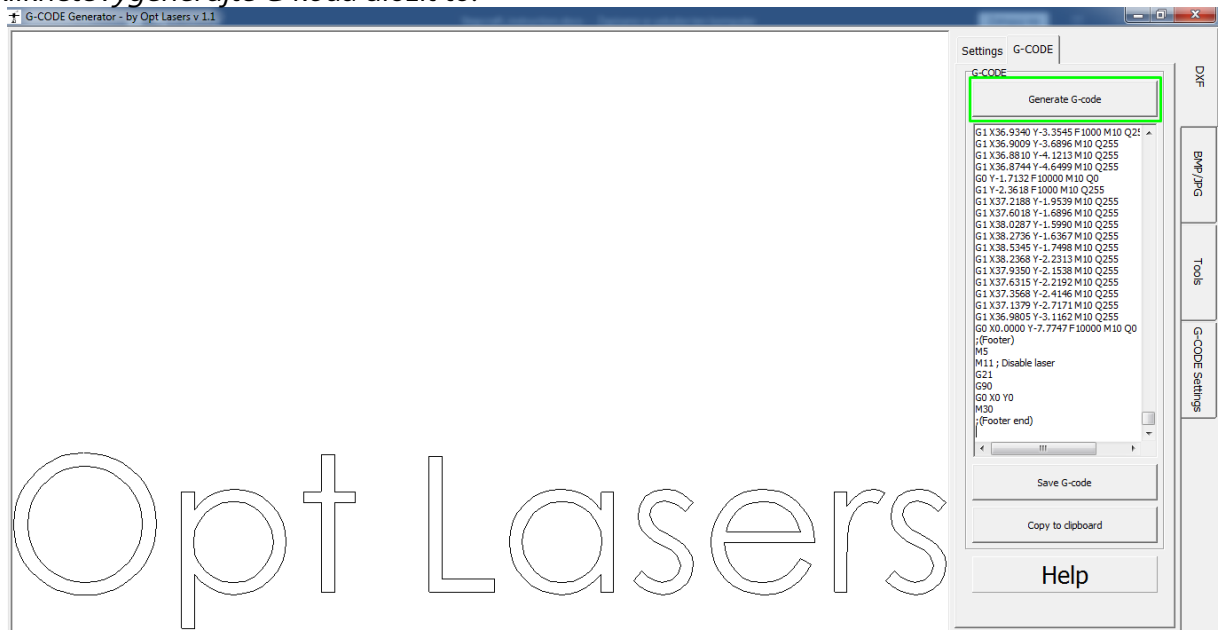 G-CODE Generator - by Opt Lasers v 1.1
Settings G-CODE
G-CODE
Generate G-code
G1 X36.9340 Y-3.3545 F1000 M10 Q25
G1 X36.9009 Y-3.6896 M10 Q255
G1 X36.8810 Y-4.1213 M10 Q255
G1 X36.8744 Y-4.6499 M10 Q255
G0 Y-1.7132 F10000 M10 Q0
G1 Y-2.3618 F1000 M10 Q255
G1 X37.2188 Y-1.9539 M10 Q255
G1 X37.6018 Y-1.6896 M10 Q255
G1 X38.0287 Y-1.5990 M10 Q255
G1 X38.2736 Y-1.6367 M10 Q255
G1 X38.5345 Y-1.7498 M10 Q255
G1 X38.2368 Y-2.2313 M10 Q255
G1 X37.9350 Y-2.1538 M10 Q255
G1 X37.6315 Y-2.2192 M10 Q255
G1 X37.3568 Y-2.4146 M10 Q255
G1 X37.1379 Y-2.7171 M10 Q255
G1 X36.9805 Y-3.1162 M10 Q255
G0 X0.0000 Y-7.7747 F10000 M10 Q0
;(Footer)
M5
M11 ; Disable laser
G21
G90
G0 X0 Y0
M30
;(Footer end)
Save G-code
Copy to clipboard
Help
DXF
BMP/JPG
Tools
G-CODE Settings
Opt Lasers